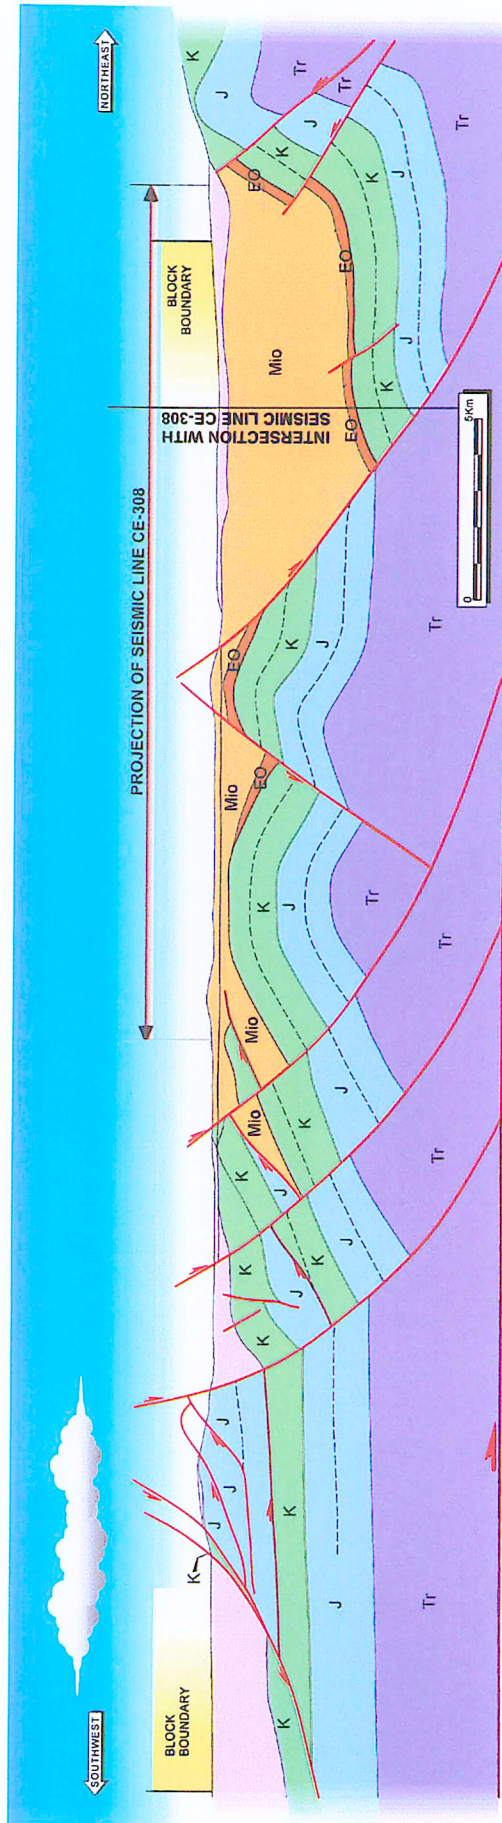 SOUTHWEST
NORTHEAST
PROJECTION OF SEISMIC LINE CE-308
BLOCK
BOUNDARY
BLOCK
BOUNDARY
INTERSECTION WITH
SEISMIC LINE CE-308
K
J
J
J
K
K
J
Tr
K
J
K
J
K
J
Mio
K
J
Tr
Mio
Tr
K
J
Tr
Mio
EO
EO
K
J
Tr
Mio
EO
K
J
EO
K
J
Tr
EO
K
J
Tr
Tr
J
K
0
5Km